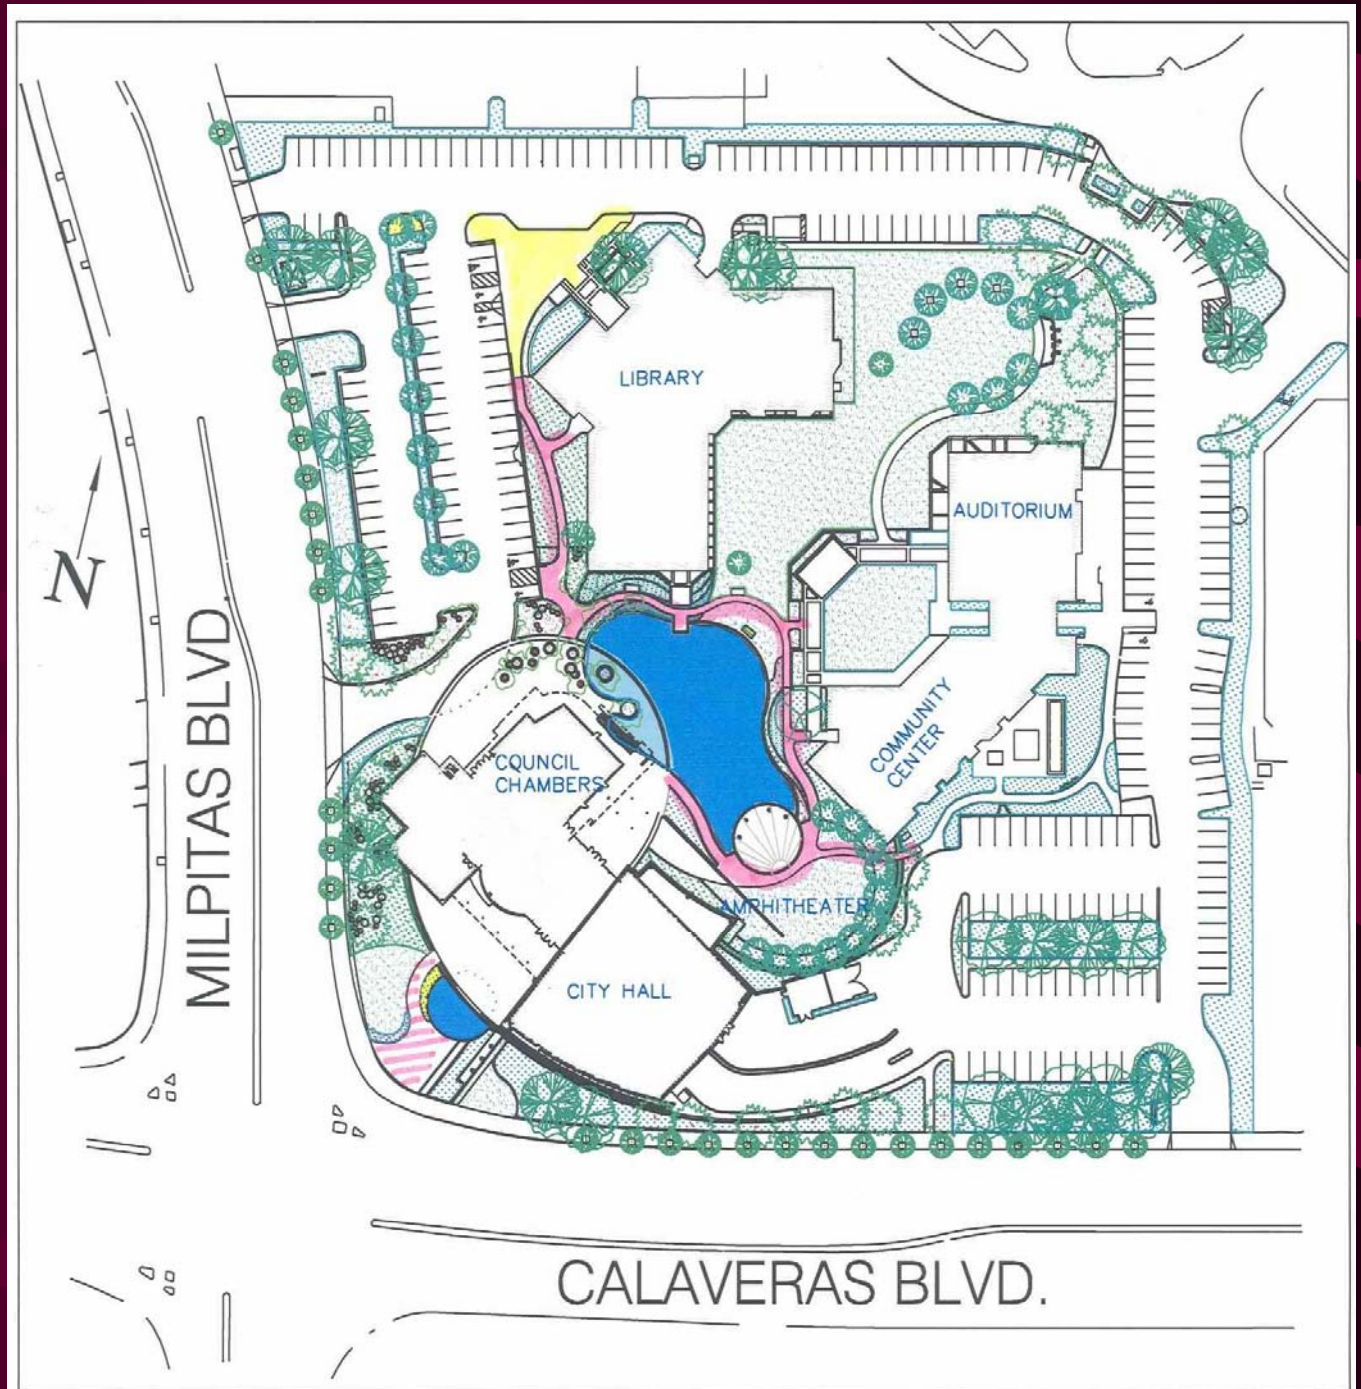 LIBRARY
AUDITORIUM
N
MILPITAS BLVD.
COMMUNITY
CENTER
COUNCIL
CHAMBERS
AMPHITHEATER
CITY HALL
CALAVERAS BLVD.